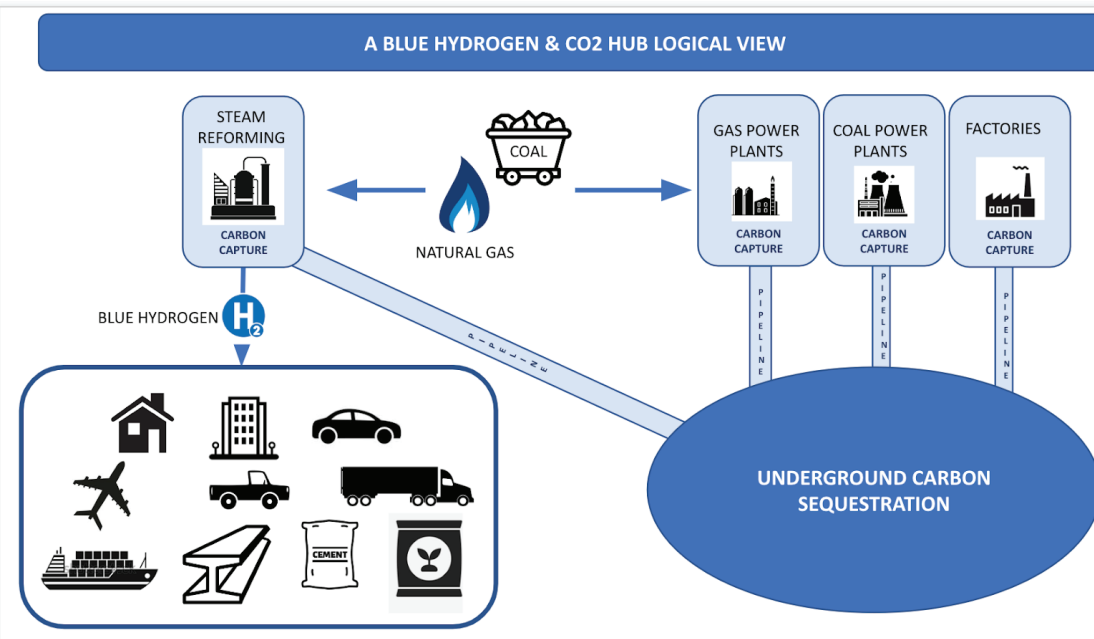 A BLUE HYDROGEN & CO2 HUB LOGICAL VIEW
STEAM
REFORMING
CARBON
CAPTURE
COAL
NATURAL GAS
GAS POWER
PLANTS
CARBON
CAPTURE
COAL POWER
PLANTS
CARBON
CAPTURE
FACTORIES
CARBON
CAPTURE
BLUE HYDROGEN
H2
PIPELINE
PIPELINE
PIPELINE
PIPELINE
CEMENT
UNDERGROUND CARBON
SEQUESTRATION